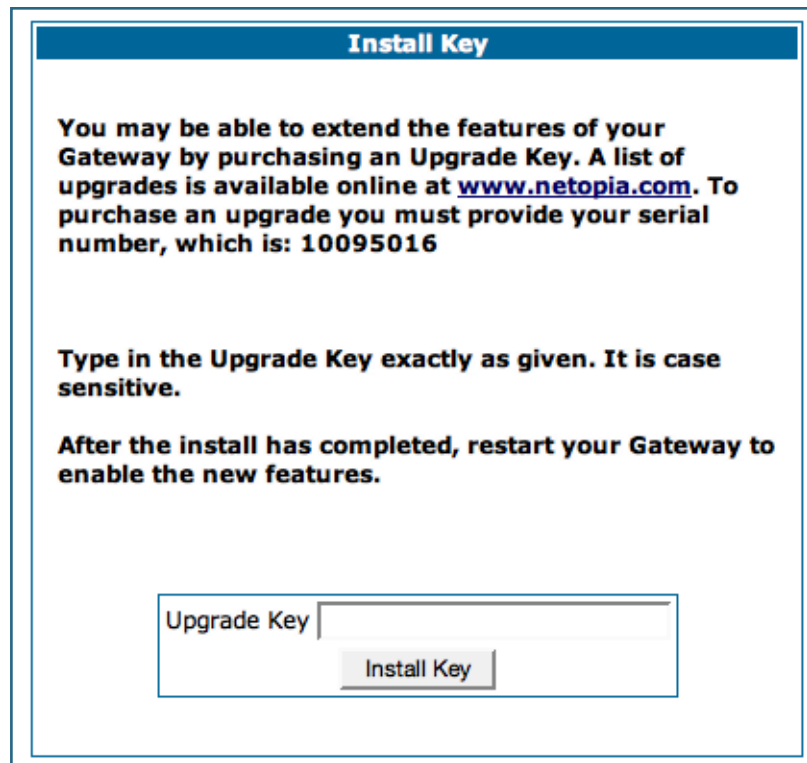 Install Key
You may be able to extend the features of your
Gateway by purchasing an Upgrade Key. A list of
upgrades is available online at www.netopia.com. To
purchase an upgrade you must provide your serial
number, which is: 10095016
Type in the Upgrade Key exactly as given. It is case
sensitive.
After the install has completed, restart your Gateway to
enable the new features.
Upgrade Key
Install Key